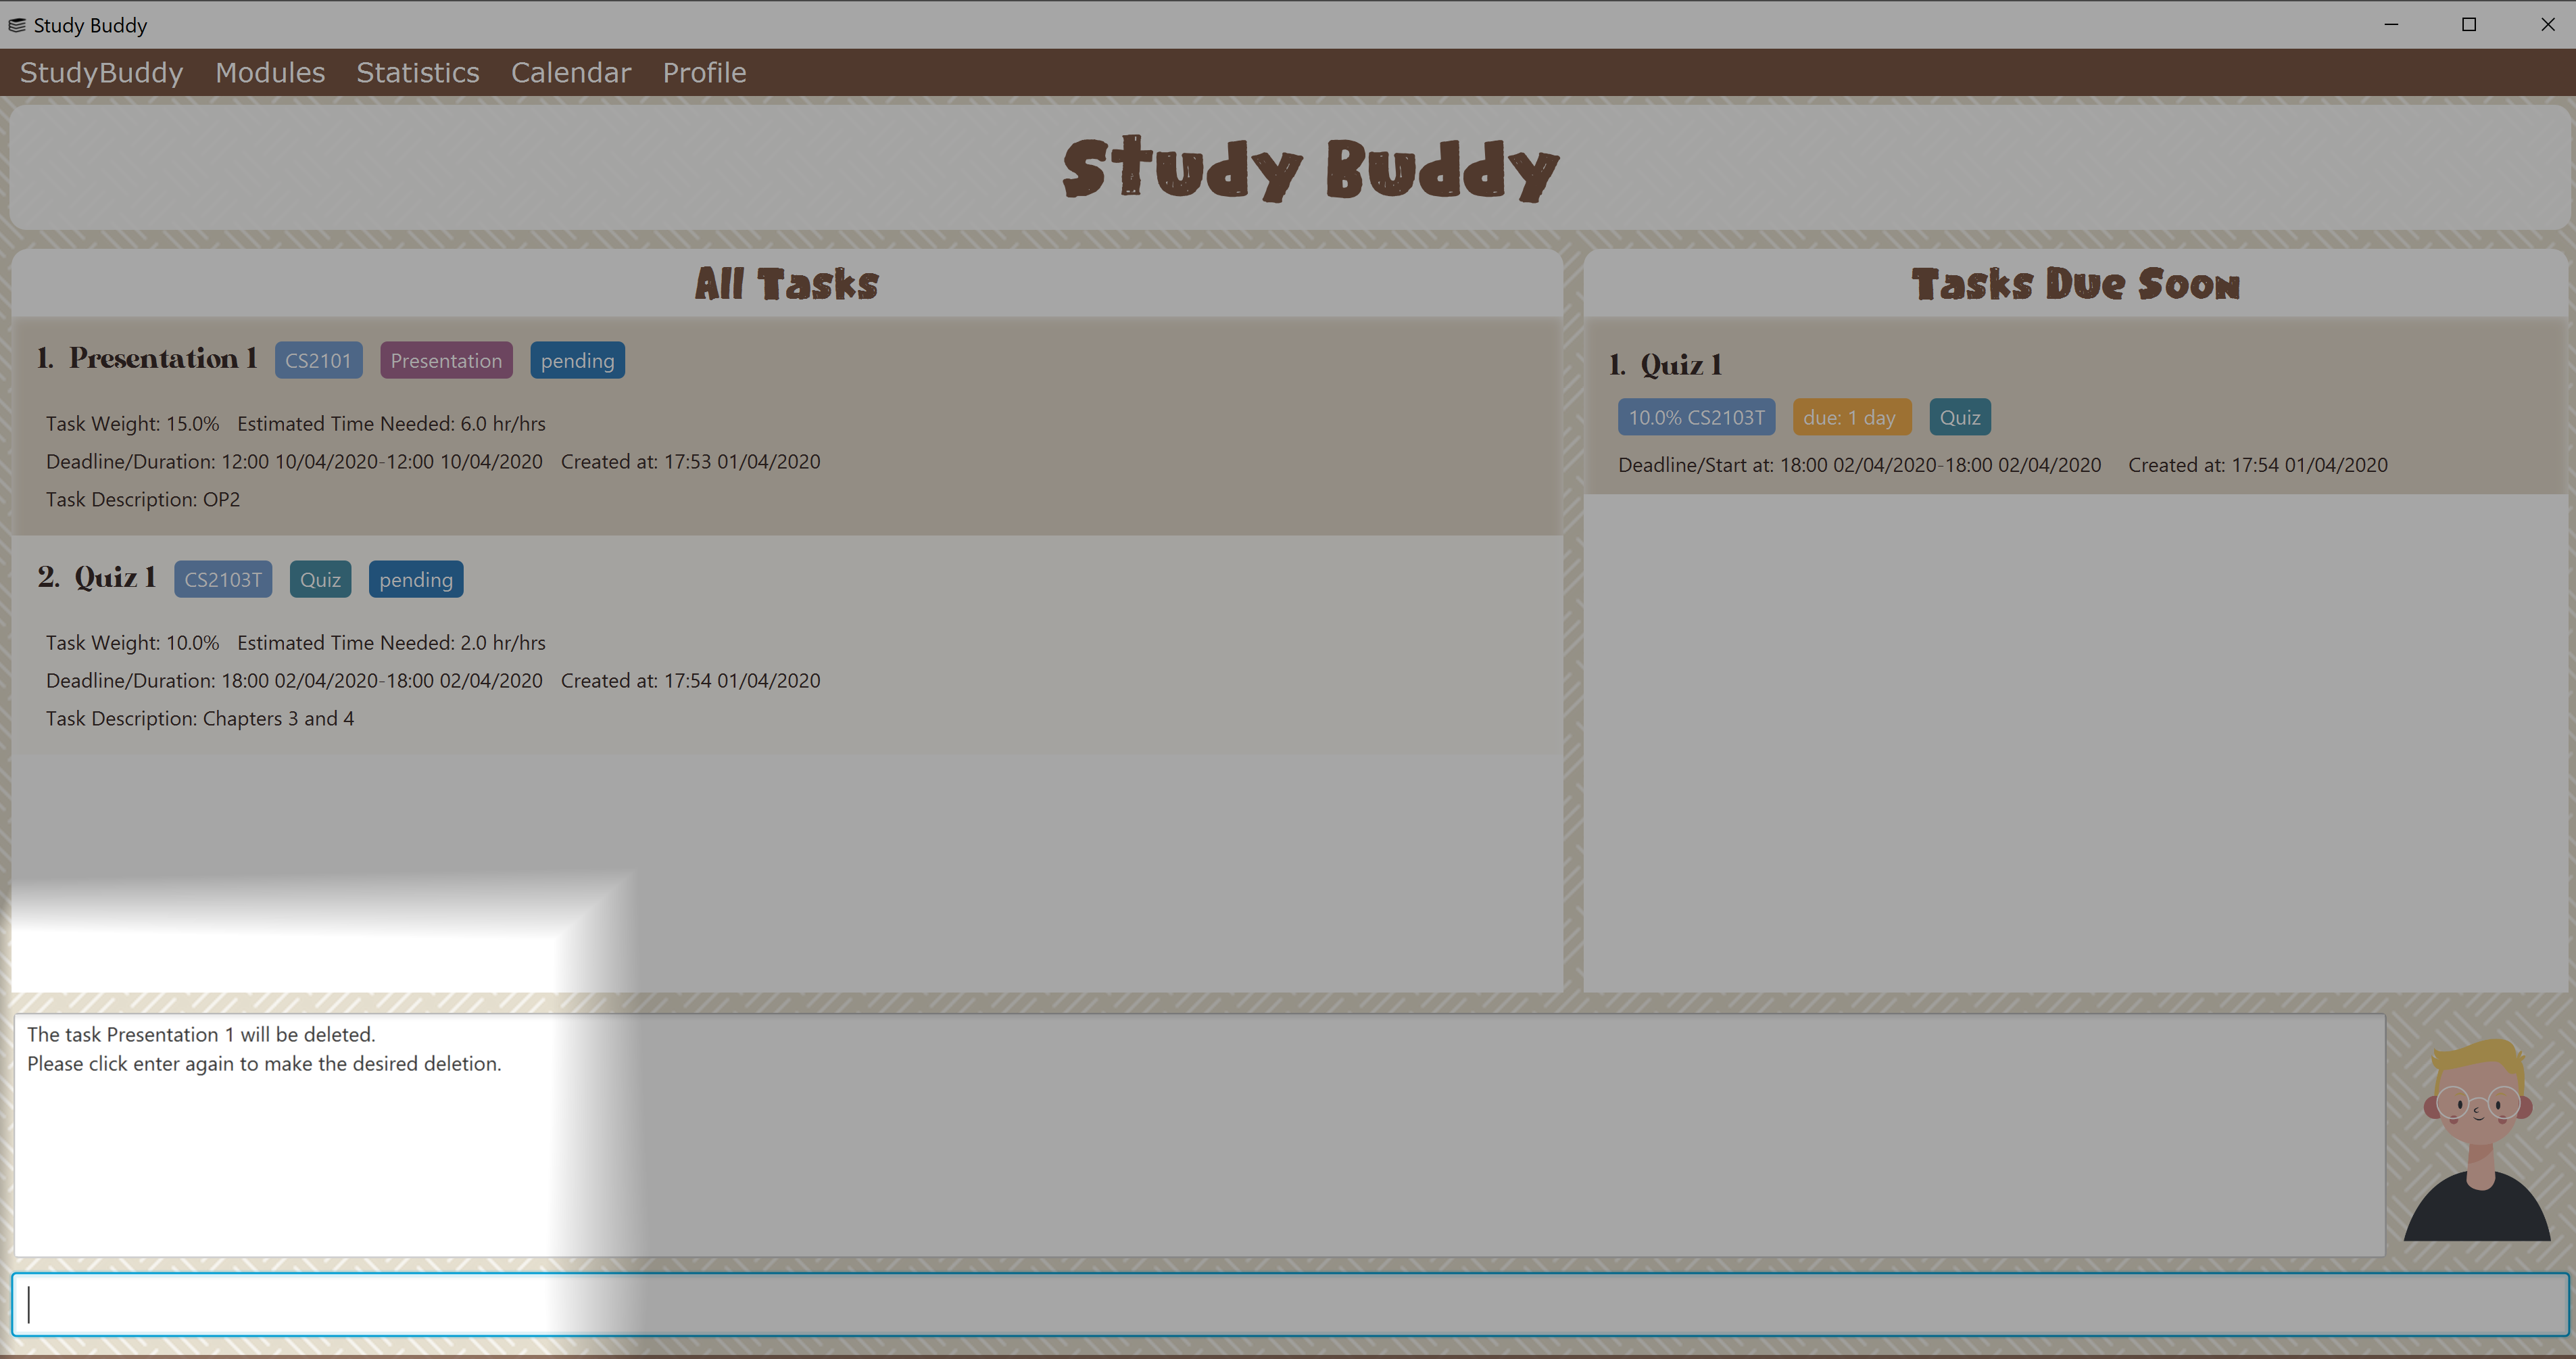 Study Buddy
StudyBuddy Modules Statistics Calendar Profile
Study Buddy
All Tasks
1. Presentation 1 CS2101 Presentation pending
Task Weight: 15.0% Estimated Time Needed: 6.0 hr/hrs
Deadline/Duration: 12:00 10/04/2020-12:00 10/04/2020 Created at: 17:53 01/04/2020
Task Description: OP2
2. Quiz 1 CS2103T Quiz pending
Task Weight: 10.0% Estimated Time Needed: 2.0 hr/hrs
Deadline/Duration: 18:00 02/04/2020-18:00 02/04/2020 Created at: 17:54 01/04/2020
Task Description: Chapters 3 and 4
Tasks Due Soon
1. Quiz 1
10.0% CS2103T due: 1 day Quiz
Deadline/Start at: 18:00 02/04/2020-18:00 02/04/2020 Created at: 17:54 01/04/2020
The task Presentation 1 will be deleted.
Please click enter again to make the desired deletion.